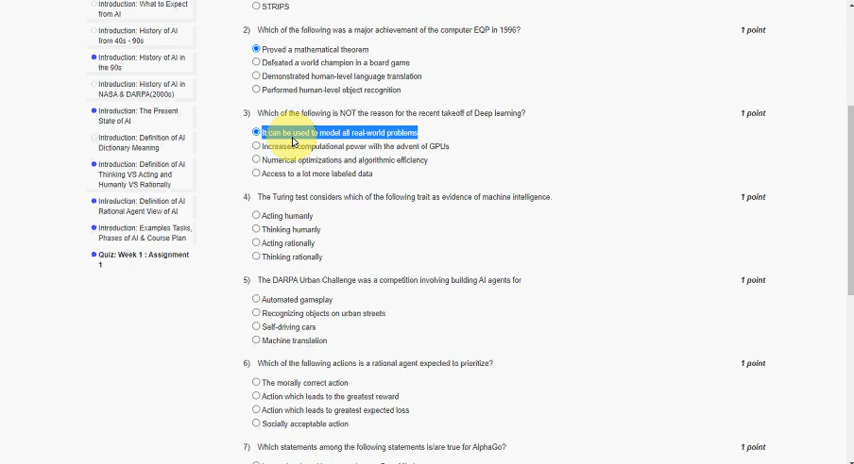 Introduction: What to Expect
from AI
Introduction: History of AI
from 40s - 90s
Introduction: History of AI in
the 90s
Introduction: History of AI in
NASA & DARPA(2000s)
Introduction: The Present
State of AI
Introduction: Definition of AI
Dictionary Meaning
Introduction: Definition of AI
Thinking VS Acting and
Humanly VS Rationally
Introduction: Definition of AI
Rational Agent View of AI
Introduction: Examples Tasks,
Phases of AI & Course Plan
Quiz: Week 1 : Assignment
1
STRIPS
2) Which of the following was a major achievement of the computer EQP in 1996? 1 point
Proved a mathematical theorem
Defeated a world champion in a board game
Demonstrated human-level language translation
Performed human-level object recognition
3) Which of the following is NOT the reason for the recent takeoff of Deep learning? 1 point
It can be used to model all real-world problems
Increased computational power with the advent of GPUs
Numerical optimizations and algorithmic efficiency
Access to a lot more labeled data
4) The Turing test considers which of the following trait as evidence of machine intelligence. 1 point
Acting humanly
Thinking humanly
Acting rationally
Thinking rationally
5) The DARPA Urban Challenge was a competition involving building AI agents for 1 point
Automated gameplay
Recognizing objects on urban streets
Self-driving cars
Machine translation
6) Which of the following actions is a rational agent expected to prioritize? 1 point
The morally correct action
Action which leads to the greatest reward
Action which leads to greatest expected loss
Socially acceptable action
7) Which statements among the following statements is/are true for AlphaGo? 1 point